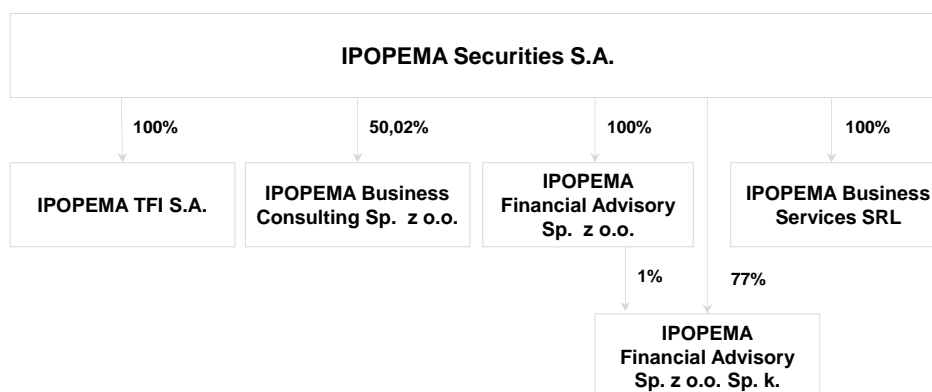 IPOPEMA Securities S.A.
100%
50,02%
100%
100%
IPOPEMA TFI S.A.
IPOPEMA Business
Consulting Sp. z o.o.
IPOPEMA
Financial Advisory
Sp. z o.o.
IPOPEMA Business
Services SRL
1%
77%
IPOPEMA
Financial Advisory
Sp. z o.o. Sp. k.